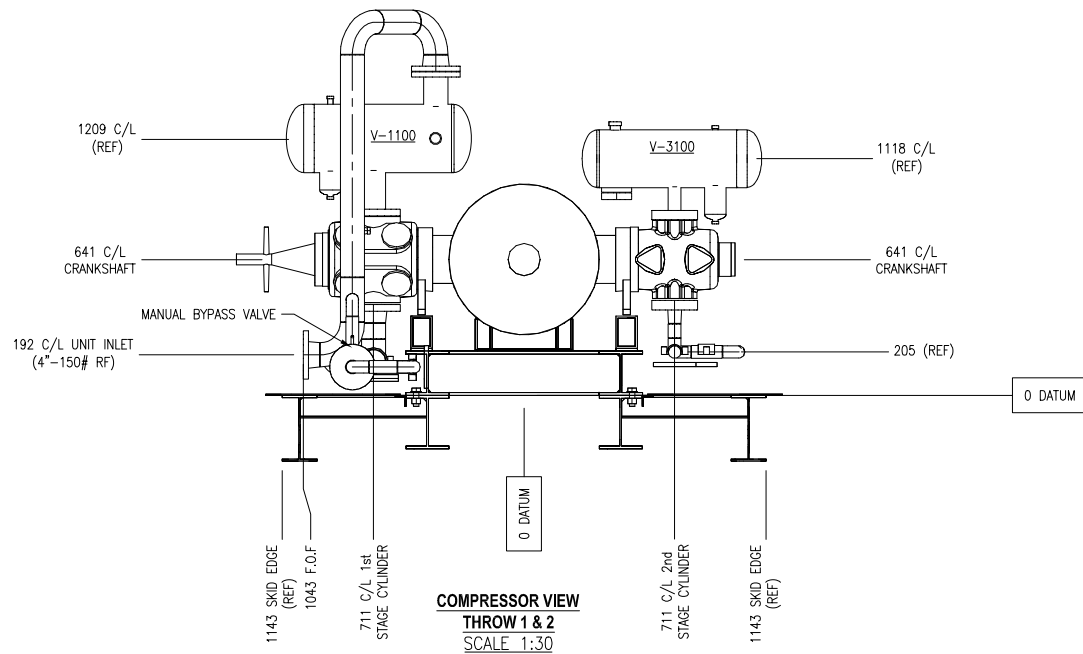 1209 C/L
(REF)
V-1100
V-3100
1118 C/L
(REF)
641 C/L
CRANKSHAFT
641 C/L
CRANKSHAFT
MANUAL BYPASS VALVE
192 C/L UNIT INLET
(4"-150# RF)
205 (REF)
0 DATUM
0 DATUM
1143 SKID EDGE
(REF)
1043 F.O.F
711 C/L 1st
STAGE CYLINDER
711 C/L 2nd
STAGE CYLINDER
1143 SKID EDGE
(REF)
COMPRESSOR VIEW
THROW 1 & 2
SCALE 1:30